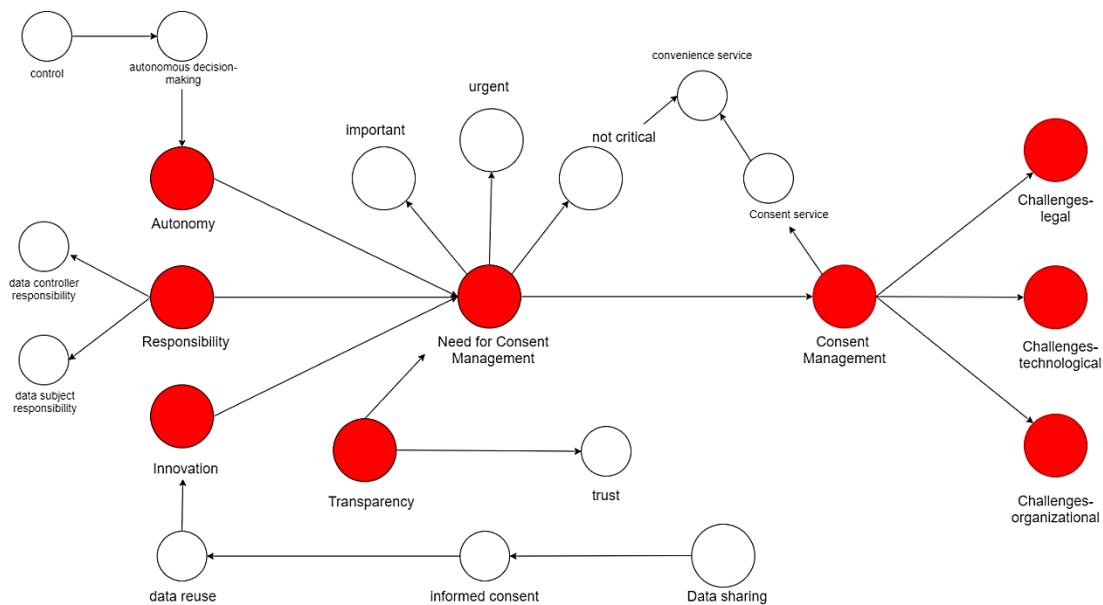 control
autonomous decision-
making
convenience service
urgent
important
not critical
Autonomy
Consent service
Challenges-
legal
data controller
responsibility
Responsibility
Need for Consent
Management
Consent
Management
Challenges-
technological
data subject
responsibility
Innovation
Transparency
trust
Challenges-
organizational
data reuse
informed consent
Data sharing